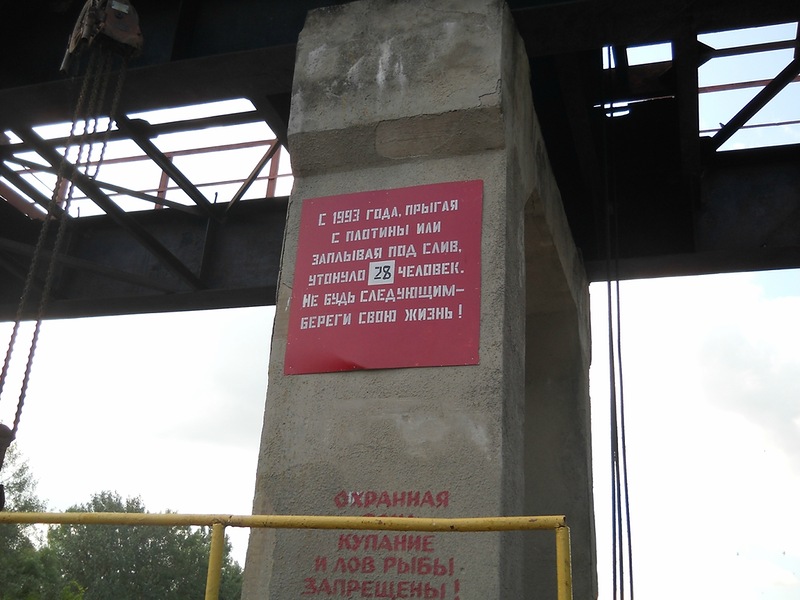 С 1993 ГОДА, ПРЫГАЯ
С ПЛОТИНЫ ИЛИ
ЗАПЛЫВАЯ ПОД СЛИВ,
УТОНУЛО 28 ЧЕЛОВЕК.
НЕ БУДЬ СЛЕДУЮЩИМ-
БЕРЕГИ СВОЮ ЖИЗНЬ!
ОХРАННАЯ
КУПАНИЕ
И ЛОВ РЫБЫ
ЗАПРЕЩЕНЫ!